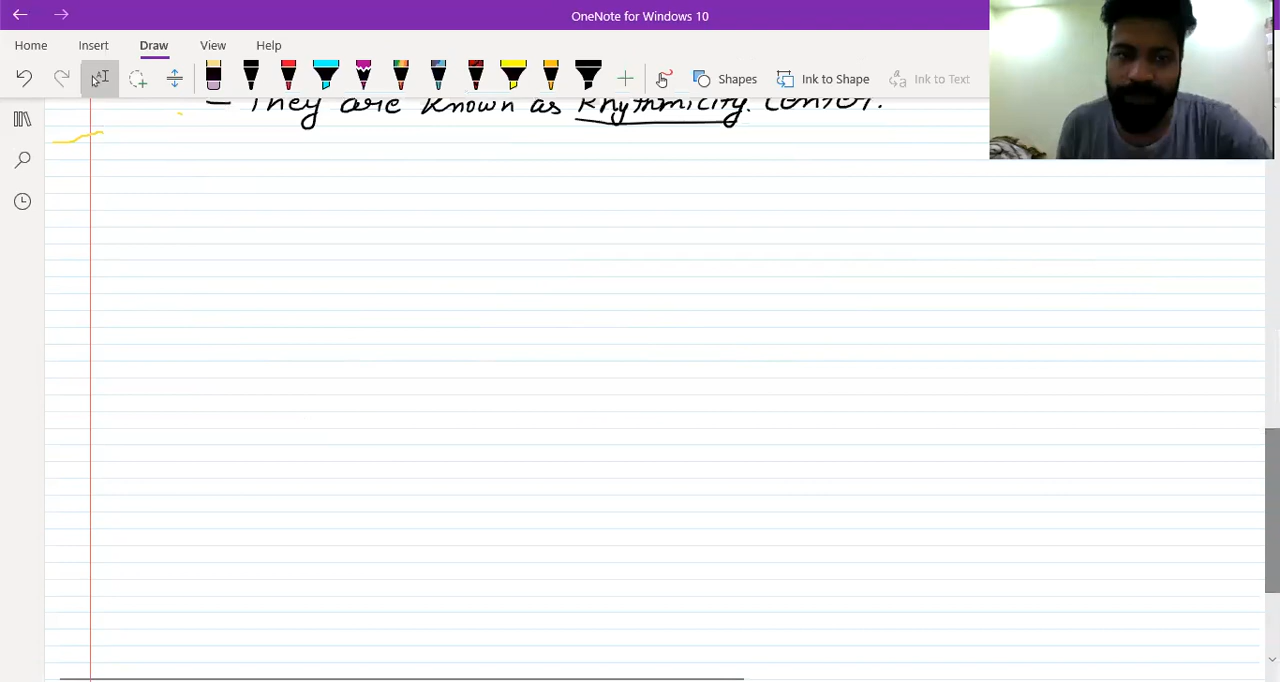 OneNote for Windows 10
Home Insert Draw View Help
Shapes Ink to Shape Ink to Text
- They are known as Rhythmicity Center.